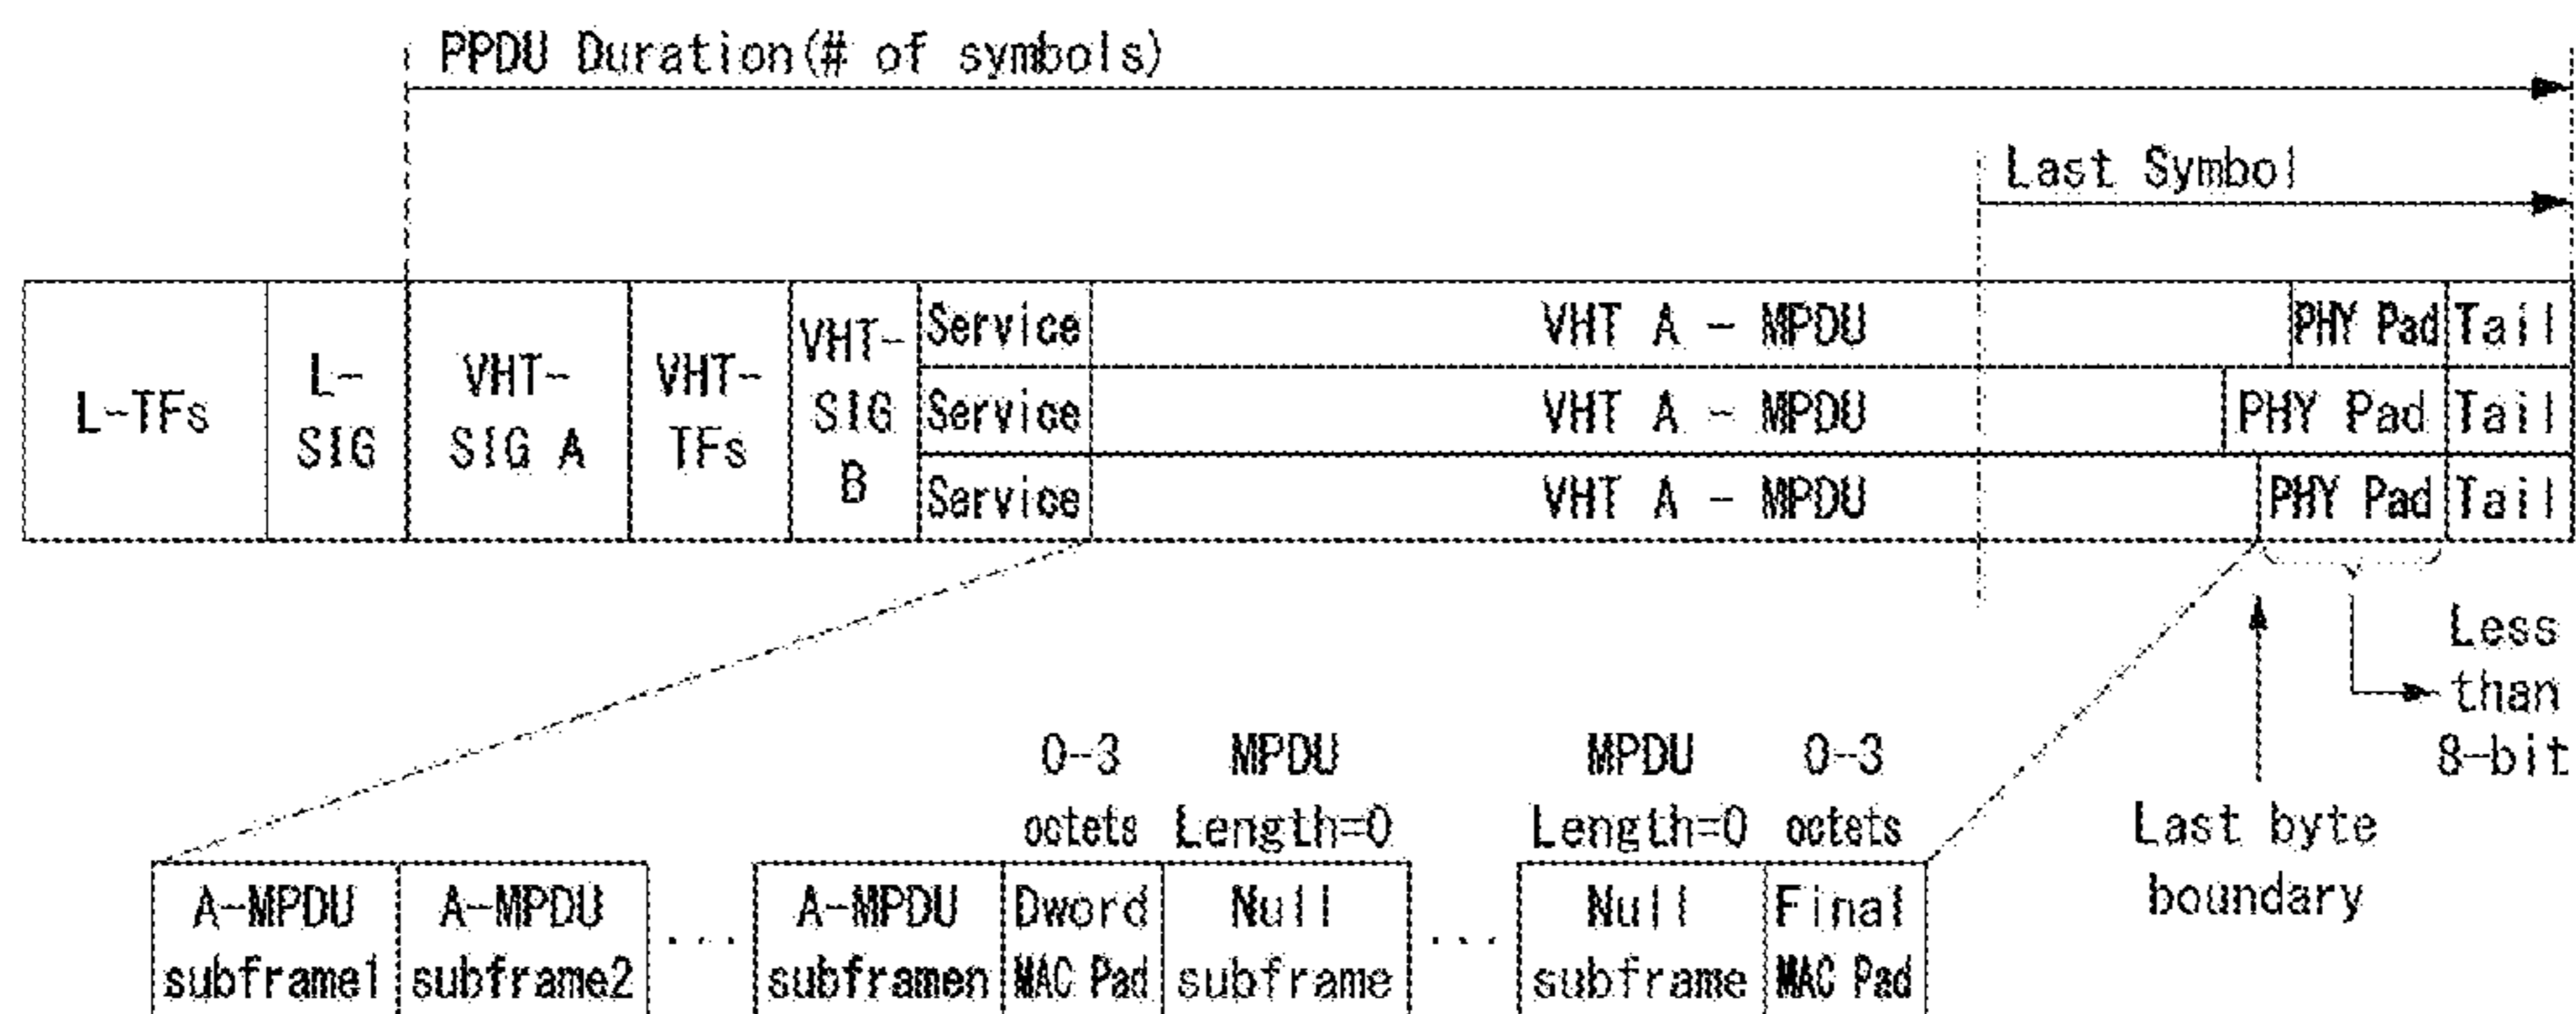 PPDU Duration(# of symbols)
Last Symbol
L-TFs
L-
SIG
VHT-
SIG A
VHT-
TFs
VHT-
SIG
B
Service
VHT A - MPDU
PHY Pad
Tail
Service
VHT A - MPDU
PHY Pad
Tail
Service
VHT A - MPDU
PHY Pad
Tail
Less
than
8-bit
Last byte
boundary
0-3
octets
MPDU
Length=0
MPDU
Length=0
0-3
octets
A-MPDU
subframe1
A-MPDU
subframe2
...
A-MPDU
subframen
Dword
MAC Pad
Null
subframe
...
Null
subframe
Final
MAC Pad